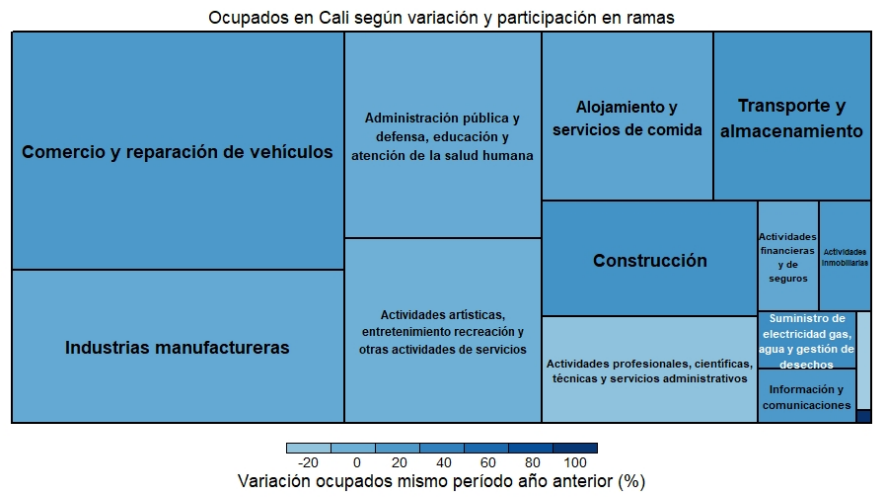 Ocupados en Cali según variación y participación en ramas
Comercio y reparación de vehículos
Industrias manufactureras
Administración pública y
defensa, educación y
atención de la salud humana
Actividades artísticas,
entretenimiento recreación y
otras actividades de servicios
Alojamiento y
servicios de comida
Transporte y
almacenamiento
Construcción
Actividades
financieras
y de
seguros
Actividades
inmobiliarias
Actividades profesionales, científicas,
técnicas y servicios administrativos
Suministro de
electricidad gas,
agua y gestión de
desechos
Información y
comunicaciones
-20 0 20 40 60 80 100
Variación ocupados mismo período año anterior (%)